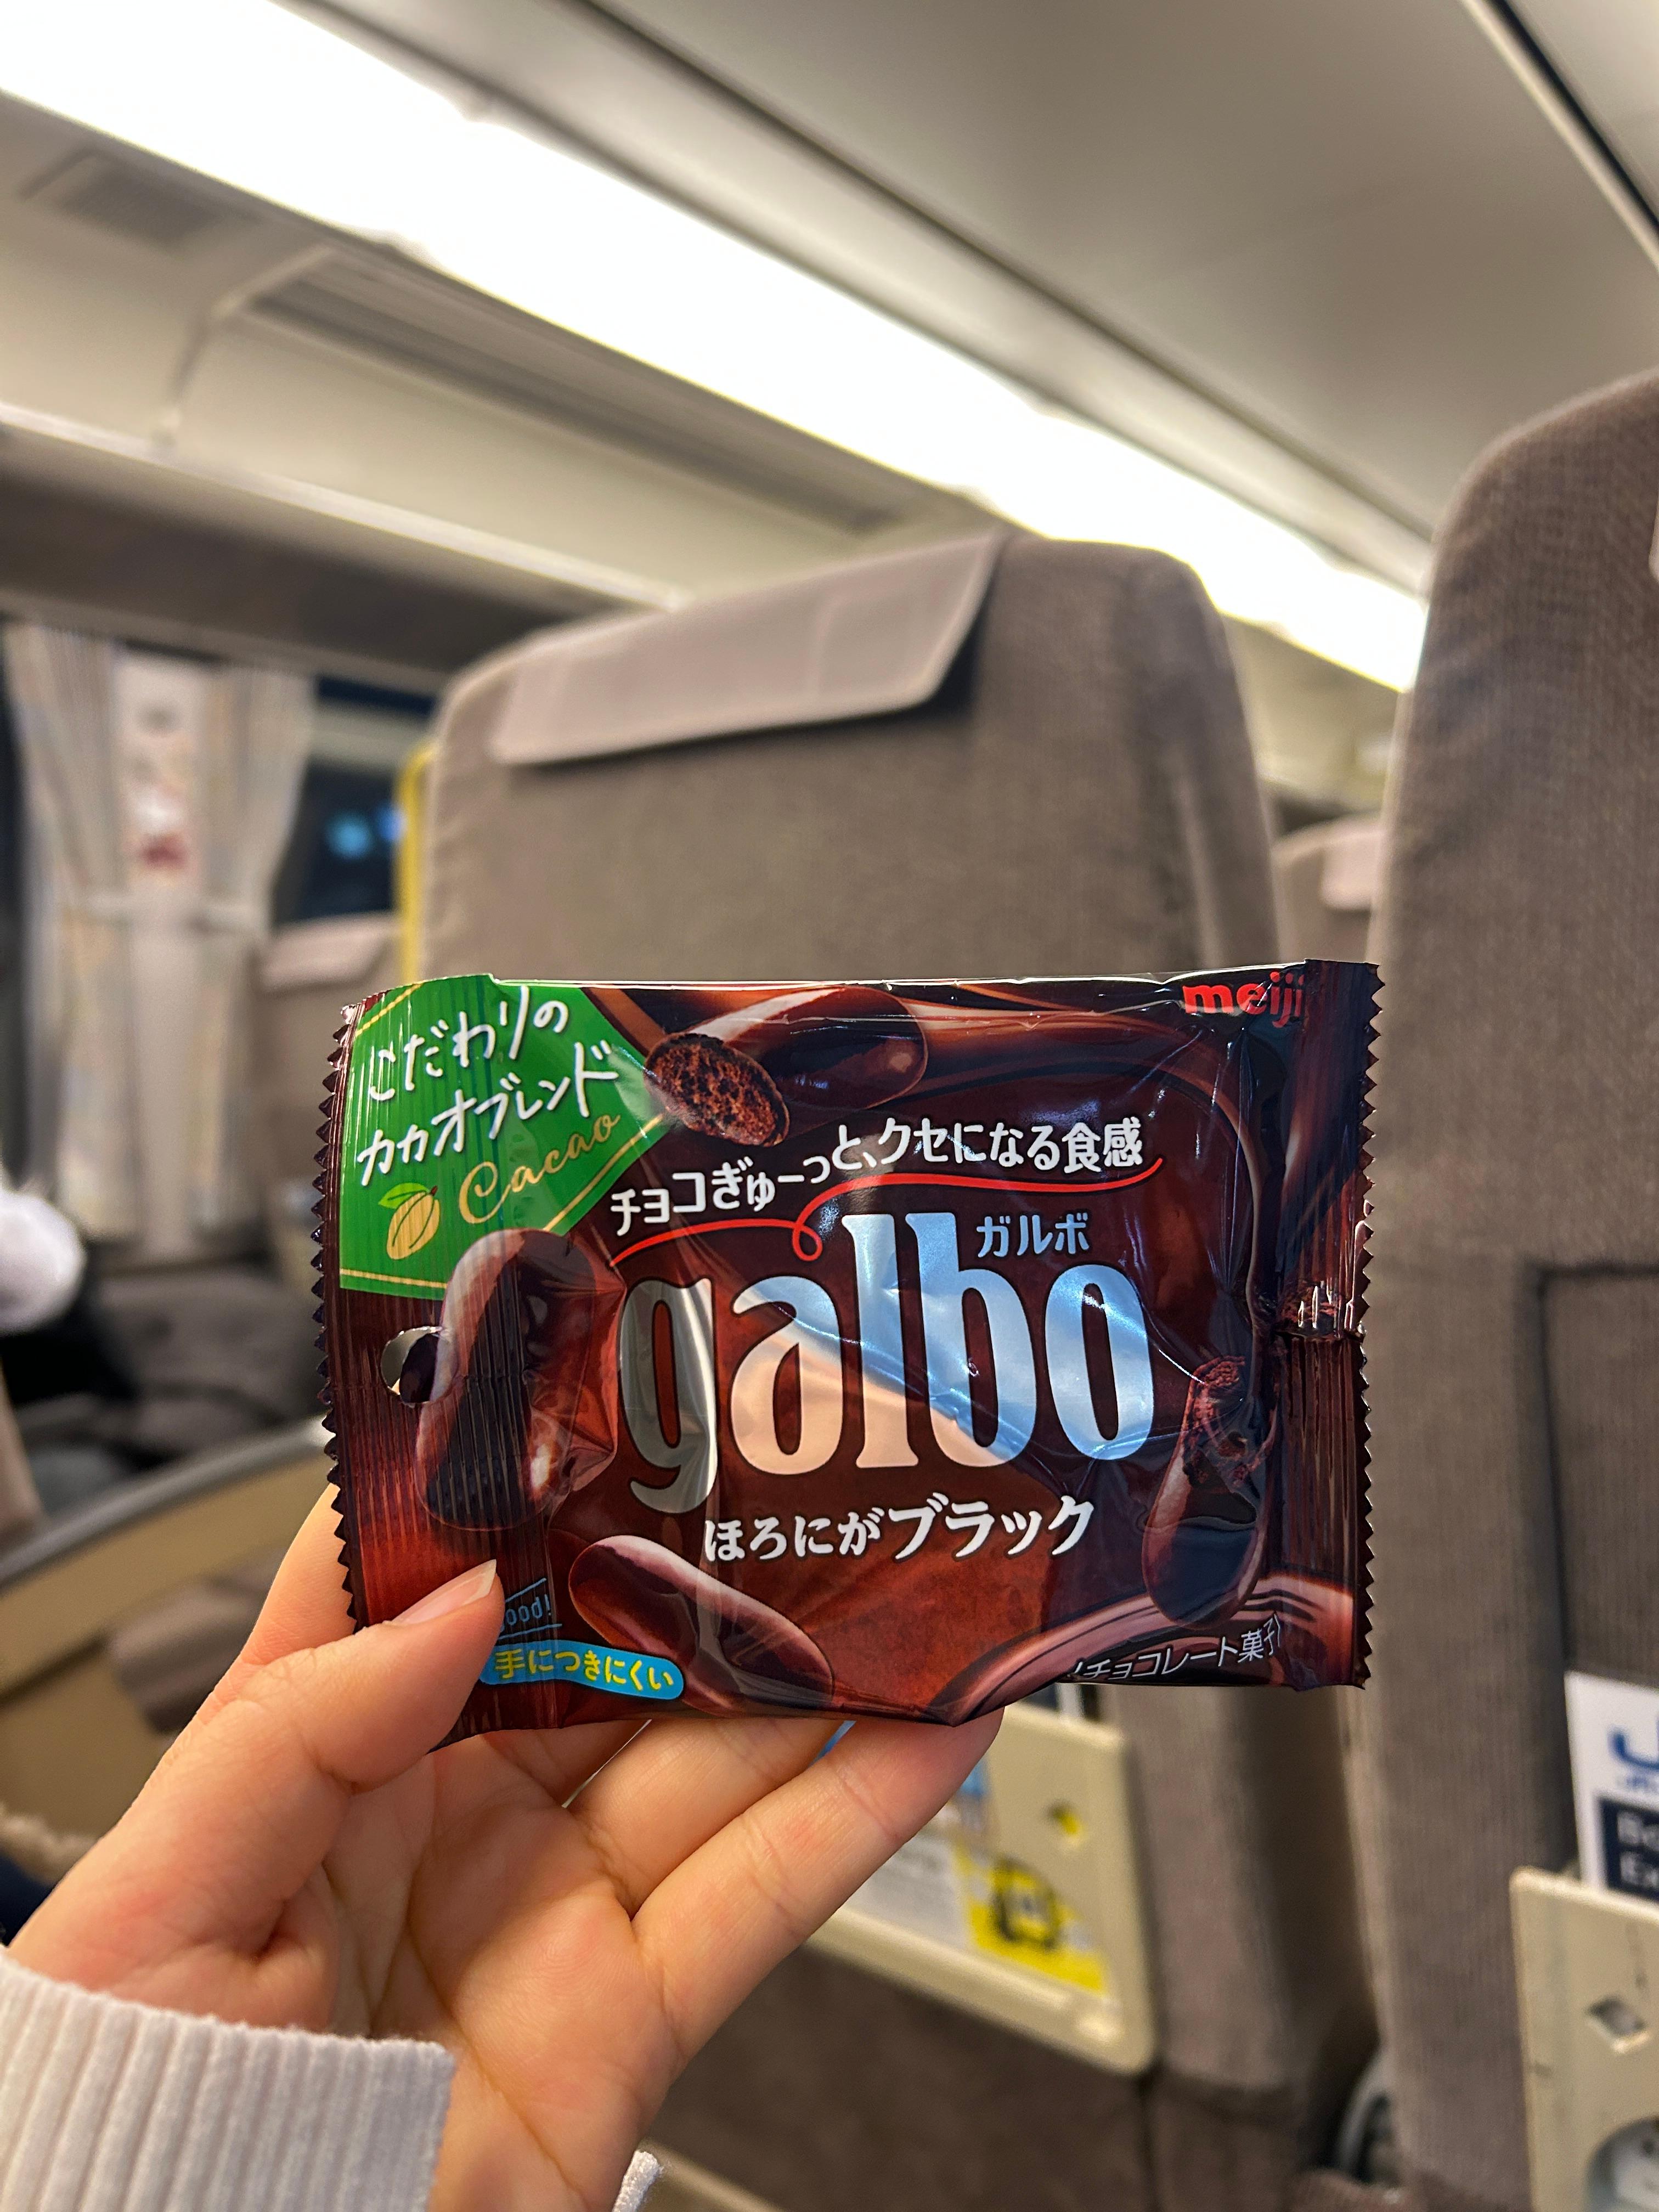 meiji
こだわりの
カカオブレンド
Cacao
チョコぎゅーっと、クセになる食感
ガルボ
galbo
ほろにがブラック
手につきにくい
チョコレート菓子